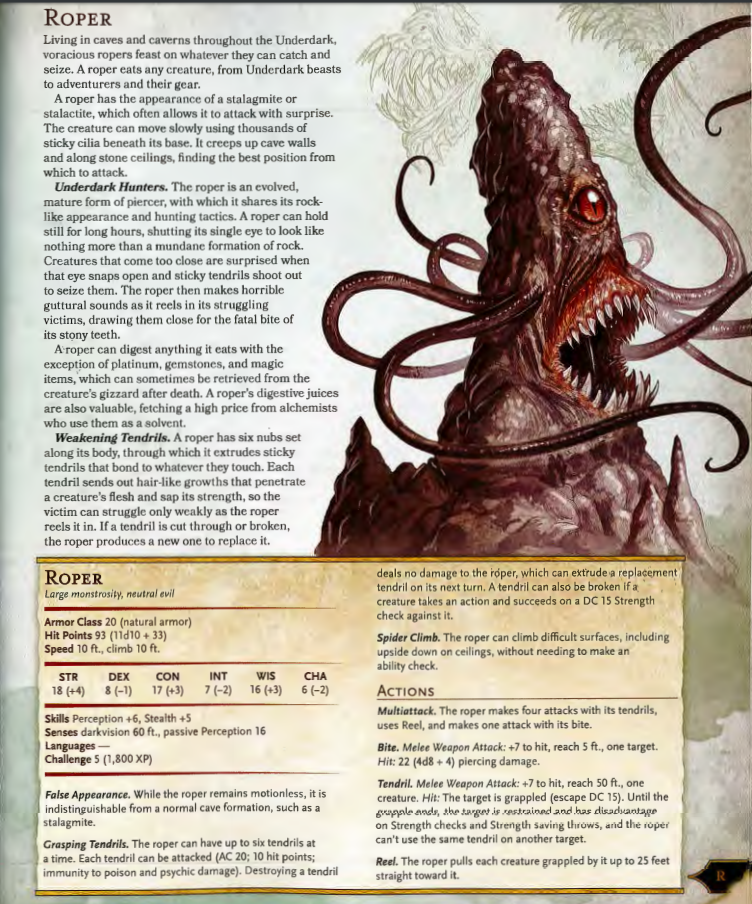 ROPER
Living in caves and caverns throughout the Underdark,
voracious ropers feast on whatever they can catch and
seize. A roper eats any creature, from Underdark beasts
to adventurers and their gear.
A roper has the appearance of a stalagmite or
stalactite, which often allows it to attack with surprise.
The creature can move slowly using thousands of
sticky cilia beneath its base. It creeps up cave walls
and along stone ceilings, finding the best position from
which to attack.
Underdark Hunters. The roper is an evolved,
mature form of piercer, with which it shares its rock-
like appearance and hunting tactics. A roper can hold
still for long hours, shutting its single eye to look like
nothing more than a mundane formation of rock.
Creatures that come too close are surprised when
that eye snaps open and sticky tendrils shoot out
to seize them. The roper then makes horrible
guttural sounds as it reels in its struggling
victims, drawing them close for the fatal bite of
its stony teeth.
A roper can digest anything it eats with the
exception of platinum, gemstones, and magic
items, which can sometimes be retrieved from the
creature's gizzard after death. A roper's digestive juices
are also valuable, fetching a high price from alchemists
who use them as a solvent.
Weakening Tendrils. A roper has six nubs set
along its body, through which it extrudes sticky
tendrils that bond to whatever they touch. Each
tendril sends out hair-like growths that penetrate
a creature's flesh and sap its strength, so the
victim can struggle only weakly as the roper
reels it in. If a tendril is cut through or broken,
the roper produces a new one to replace it.
ROPER
Large monstrosity, neutral evil
Armor Class 20 (natural armor)
Hit Points 93 (11d10 + 33)
Speed 10 ft., climb 10 ft.
STR DEX CON INT WIS CHA
18 (+4) 8 (−1) 17 (+3) 7 (−2) 16 (+3) 6 (−2)
Skills Perception +6, Stealth +5
Senses darkvision 60 ft., passive Perception 16
Languages —
Challenge 5 (1,800 XP)
False Appearance. While the roper remains motionless, it is
indistinguishable from a normal cave formation, such as a
stalagmite.
Grasping Tendrils. The roper can have up to six tendrils at
a time. Each tendril can be attacked (AC 20; 10 hit points;
immunity to poison and psychic damage). Destroying a tendril
deals no damage to the roper, which can extrude a replacement
tendril on its next turn. A tendril can also be broken if a
creature takes an action and succeeds on a DC 15 Strength
check against it.
Spider Climb. The roper can climb difficult surfaces, including
upside down on ceilings, without needing to make an
ability check.
ACTIONS
Multiattack. The roper makes four attacks with its tendrils,
uses Reel, and makes one attack with its bite.
Bite. Melee Weapon Attack: +7 to hit, reach 5 ft., one target.
Hit: 22 (4d8 + 4) piercing damage.
Tendril. Melee Weapon Attack: +7 to hit, reach 50 ft., one
creature. Hit: The target is grappled (escape DC 15). Until the
grapple ends, the target is restrained and has disadvantage
on Strength checks and Strength saving throws, and the roper
can't use the same tendril on another target.
Reel. The roper pulls each creature grappled by it up to 25 feet
straight toward it.
R